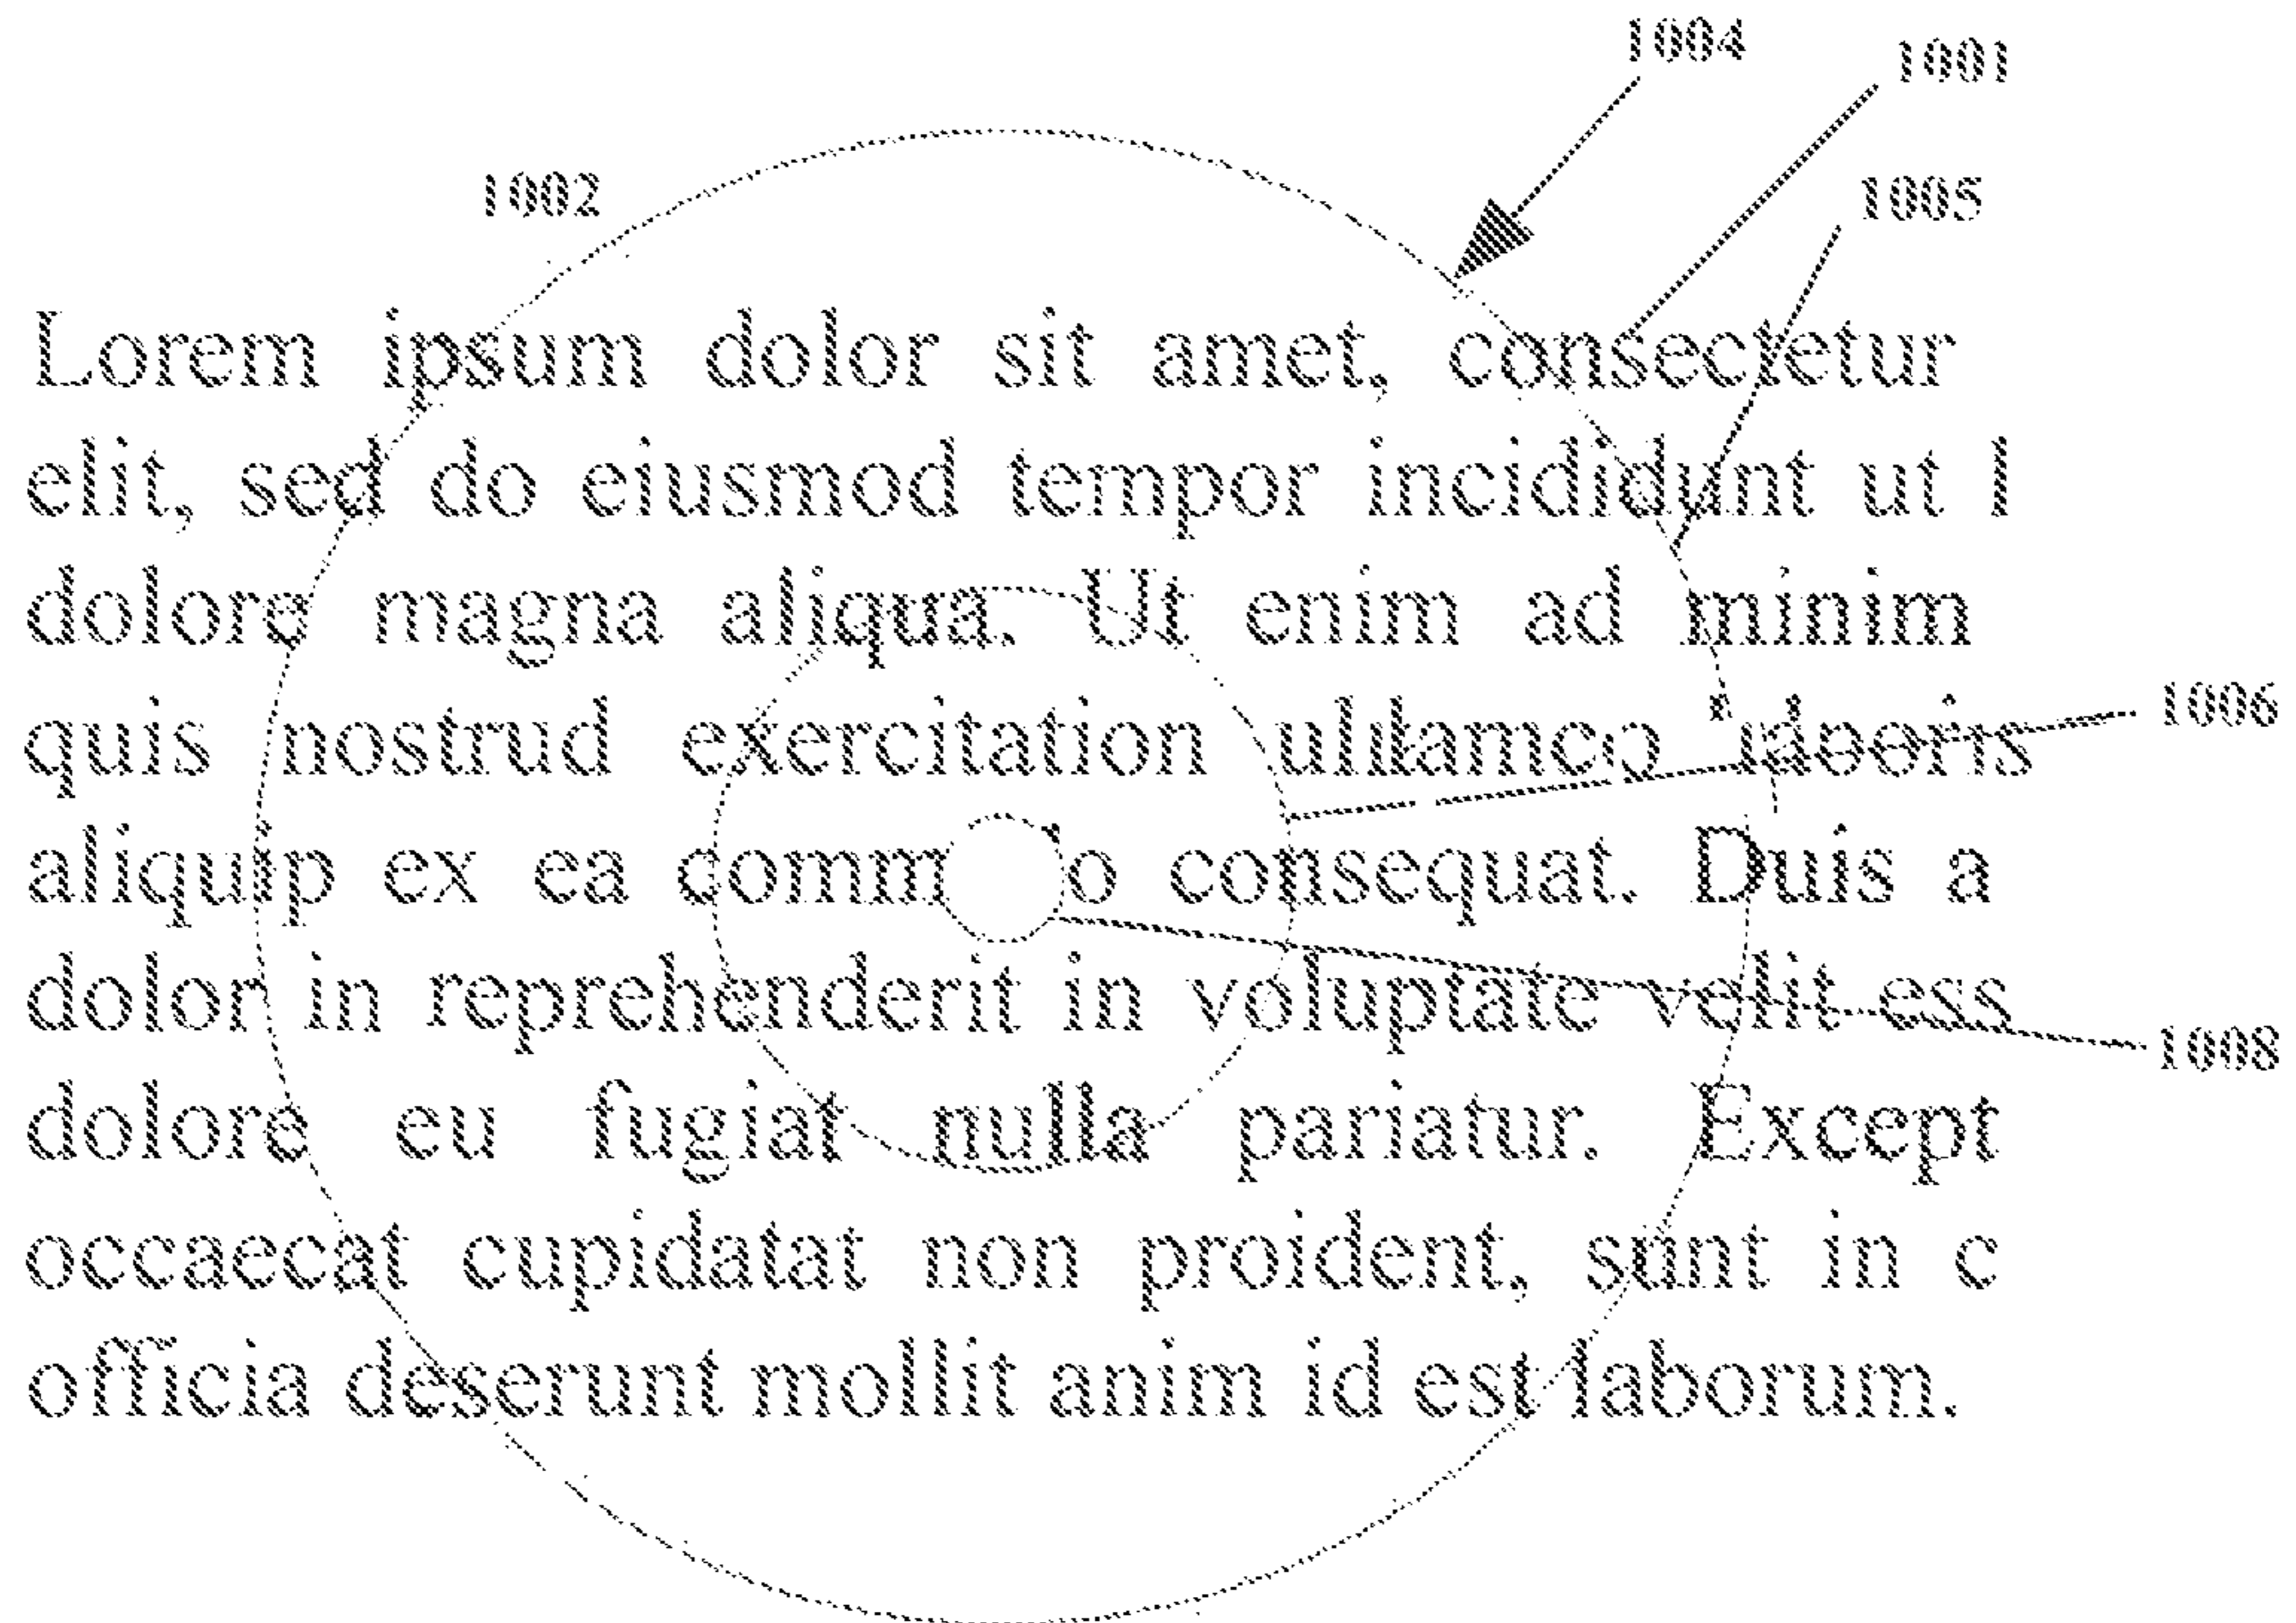 1004
1001
1002
1005
Lorem ipsum dolor sit amet, consectetur
elit, sed do eiusmod tempor incididunt ut l
dolore magna aliqua. Ut enim ad minim
quis nostrud exercitation
1006
aliquip ex ea comm o consequat. Duis a
dolor in reprehenderit in voluptate velit ess
1008
dolore eu fugiat nulla pariatur. Except
occaecat cupidatat non proident, sunt in c
officia deserunt mollit anim id est laborum.